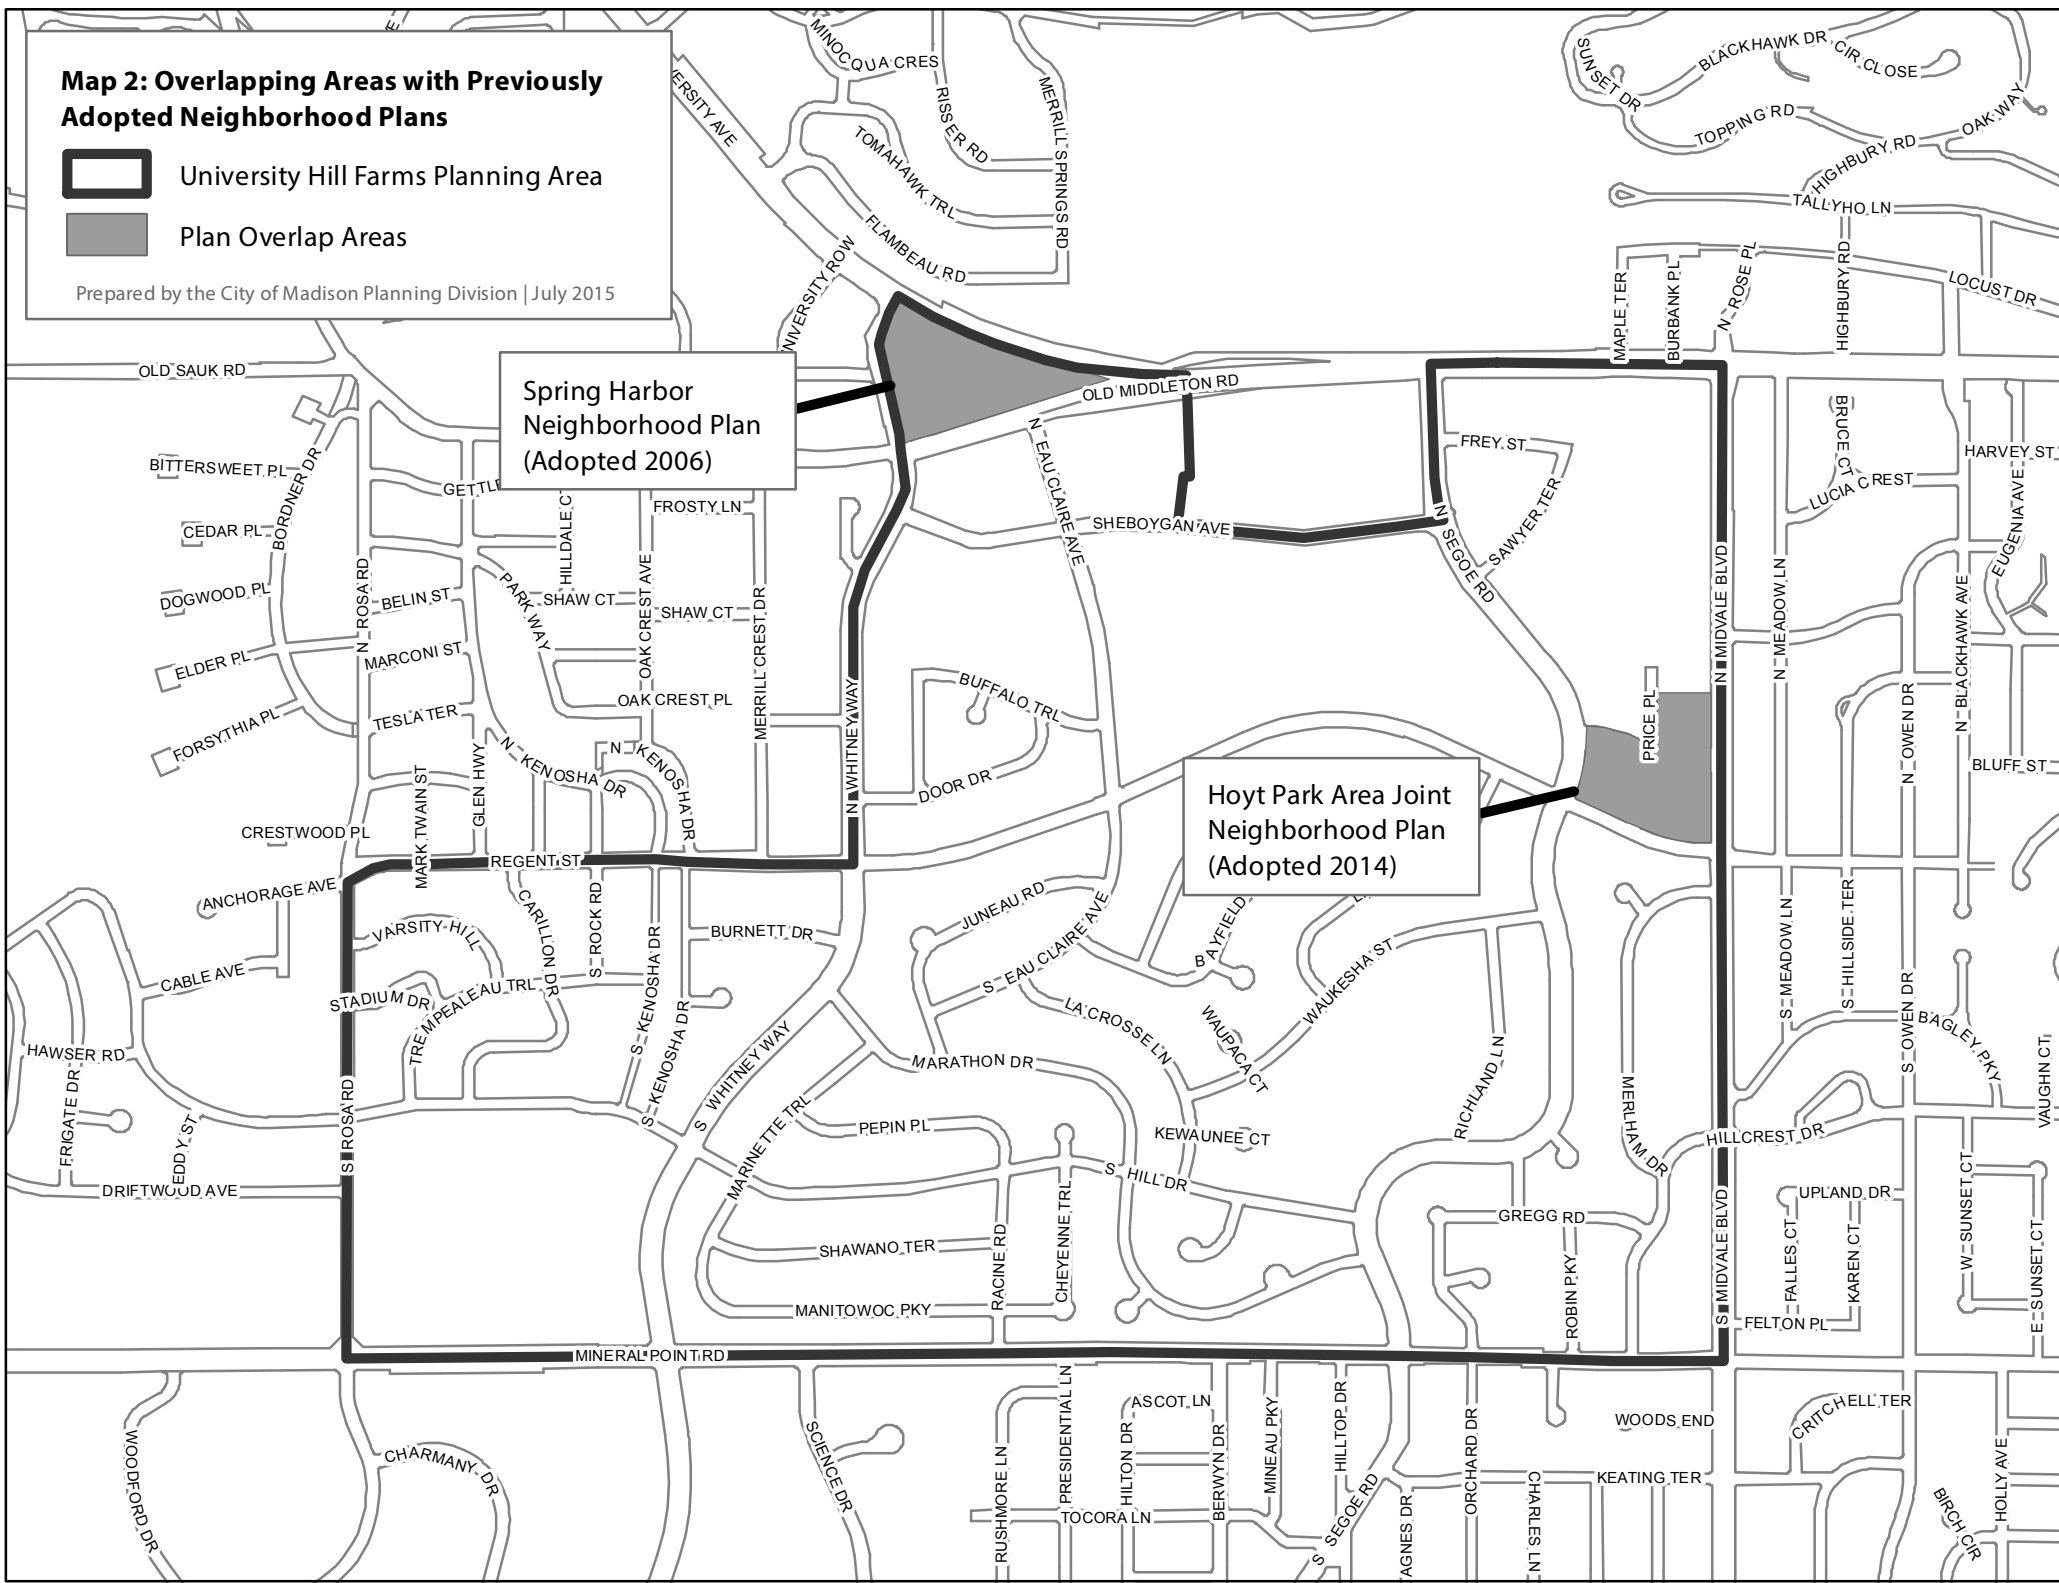 Map 2: Overlapping Areas with Previously
Adopted Neighborhood Plans
University Hill Farms Planning Area
Plan Overlap Areas
Prepared by the City of Madison Planning Division | July 2015
MINOCQUA CRES
RISSER RD
MERRILL SPRINGS RD
TOMAHAWK TRL
FLAMBEAU RD
SUNSET DR
BLACKHAWK DR
CIR CLOSE
TOPPING RD
OAK WAY
HIGHBURY RD
TALLYHO LN
MAPLE TER
BURBANK PL
N ROSE PL
HIGHBURY RD
LOCUST DR
OLD SAUK RD
Spring Harbor
Neighborhood Plan
(Adopted 2006)
OLD MIDDLETON RD
N EAU CLAIRE AVE
SHEBOYGAN AVE
FREY ST
SAWYER TER
N SEGOE RD
BRUCE CT
LUCIA CREST
HARVEY ST
EUGENIA AVE
BITTERSWEET PL
BORDNER DR
CEDAR PL
DOGWOOD PL
ELDER PL
FORSYTHIA PL
N ROSA RD
BELIN ST
MARCONI ST
TESLA TER
PARK WAY
HILLDALE CT
FROSTY LN
SHAW CT
SHAW CT
OAK CREST AVE
OAK CREST PL
MERRILL CREST DR
N WHITNEY WAY
BUFFALO TRL
DOOR DR
N MIDVALE BLVD
N MEADOW LN
N OWEN DR
N BLACKHAWK AVE
BLUFF ST
PRICE PL
Hoyt Park Area Joint
Neighborhood Plan
(Adopted 2014)
MARK TWAIN ST
GLEN HWY
N KENOSHA DR
N KENOSHA DR
CRESTWOOD PL
REGENT ST
ANCHORAGE AVE
VARSITY HILL
CARILLON DR
S ROCK RD
S KENOSHA DR
BURNETT DR
CABLE AVE
STADIUM DR
TREMPEALEAU TRL
HAWSER RD
FRIGATE DR
EDDY ST
DRIFTWOOD AVE
S ROSA RD
S KENOSHA DR
S WHITNEY WAY
JUNEAU RD
S EAU CLAIRE AVE
BAYFIELD
WAUKESHA ST
LA CROSSE LN
WAUPACA CT
MARATHON DR
MARINETTE TRL
PEPIN PL
KEWAUNEE CT
S HILL DR
RICHLAND LN
MERLHAM DR
SHAWANO TER
RACINE RD
CHEYENNE TRL
MANITOWOC PKY
GREGG RD
ROBIN PKY
S MIDVALE BLVD
S MEADOW LN
S HILLSIDE TER
S OWEN DR
BAGLEY PKY
VAUGHN CT
HILLCREST DR
UPLAND DR
FALLES CT
KAREN CT
FELTON PL
W SUNSET CT
E SUNSET CT
MINERAL POINT RD
WOODFORD DR
CHARMANY DR
SCIENCE DR
RUSHMORE LN
PRESIDENTIAL LN
ASCOT LN
HILTON DR
BERWYN DR
MINEAU PKY
HILLTOP DR
TOCORA LN
S SEGOE RD
AGNES DR
ORCHARD DR
CHARLES LN
WOODS END
KEATING TER
CRITCHELL TER
HOLLY AVE
BIRCH CIR